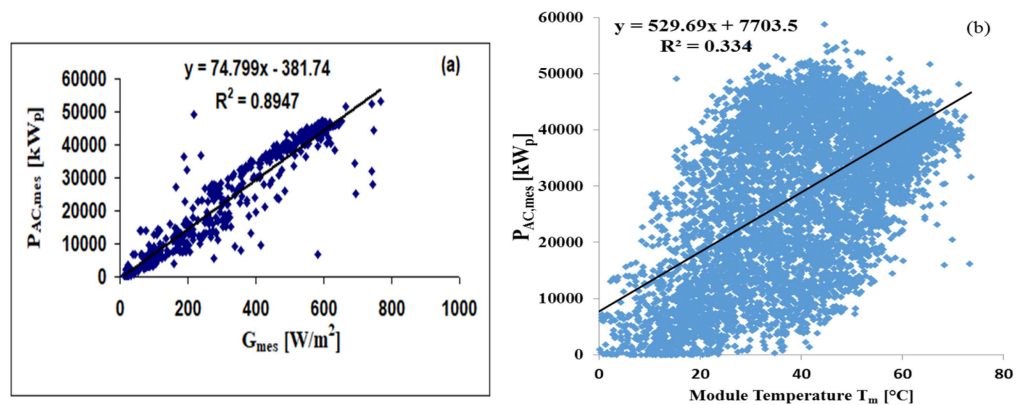 (a)
y = 74.799x - 381.74
R² = 0.8947
60000
50000
40000
30000
20000
10000
0
0 200 400 600 800 1000
P_AC,mes [kWp]
G_mes [W/m²]
(b)
y = 529.69x + 7703.5
R² = 0.334
60000
50000
40000
30000
20000
10000
0
0 20 40 60 80
P_AC,mes [kW_p]
Module Temperature T_m [°C]